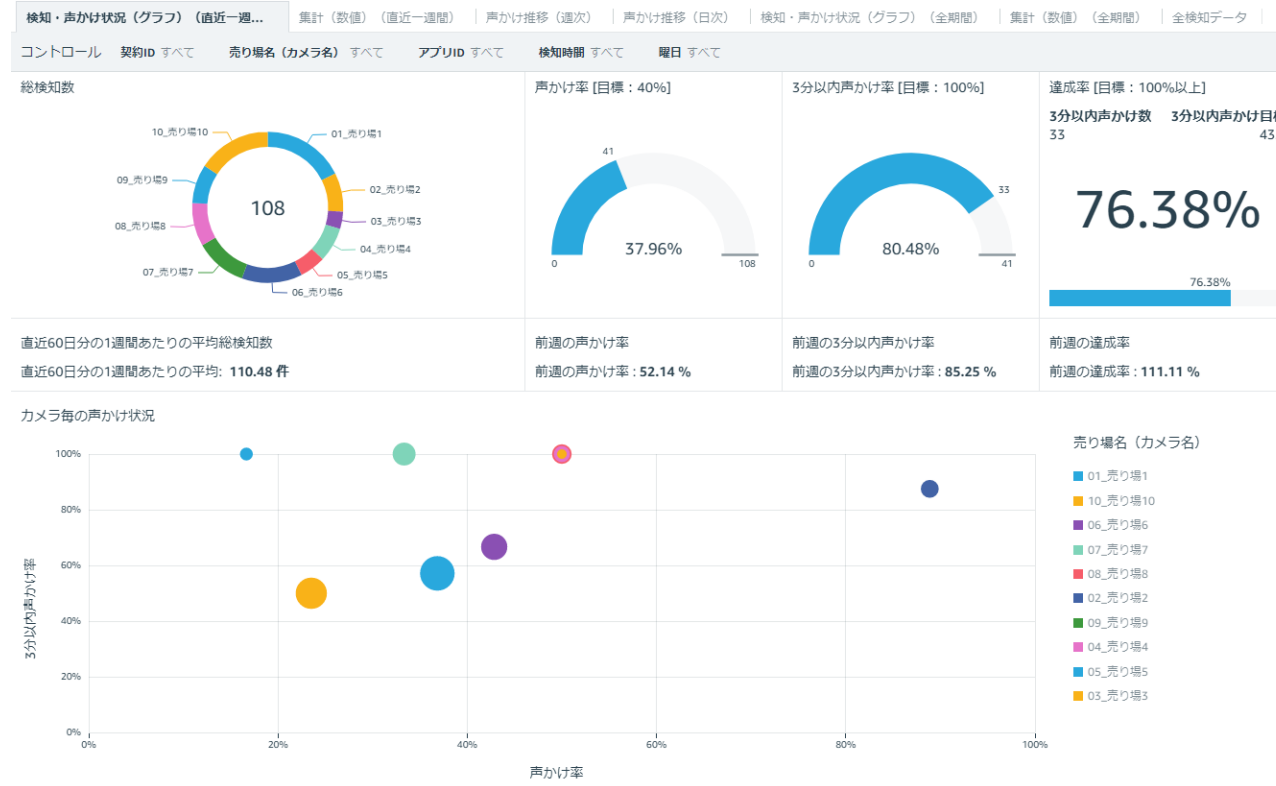 検知・声かけ状況（グラフ）（直近一週...
集計（数値）（直近一週間）
声かけ推移（週次）
声かけ推移（日次）
検知・声かけ状況（グラフ）（全期間）
集計（数値）（全期間）
全検知データ
コントロール 契約ID すべて 売り場名（カメラ名） すべて アプリID すべて 検知時間 すべて 曜日 すべて
総検知数
10_売り場10
01_売り場1
09_売り場9
02_売り場2
108
03_売り場3
08_売り場8
04_売り場4
07_売り場7
05_売り場5
06_売り場6
声かけ率 [目標：40%]
41
37.96%
0
108
3分以内声かけ率 [目標：100%]
33
80.48%
0
41
達成率 [目標：100%以上]
3分以内声かけ数 3分以内声かけ目標
33 43
76.38%
76.38%
直近60日分の1週間あたりの平均総検知数
直近60日分の1週間あたりの平均: 110.48 件
前週の声かけ率
前週の声かけ率 : 52.14 %
前週の3分以内声かけ率
前週の3分以内声かけ率 : 85.25 %
前週の達成率
前週の達成率 : 111.11 %
カメラ毎の声かけ状況
3分以内声かけ率
100%
80%
60%
40%
20%
0%
0%
20%
40%
60%
80%
100%
声かけ率
売り場名（カメラ名）
01_売り場1
10_売り場10
06_売り場6
07_売り場7
08_売り場8
02_売り場2
09_売り場9
04_売り場4
05_売り場5
03_売り場3